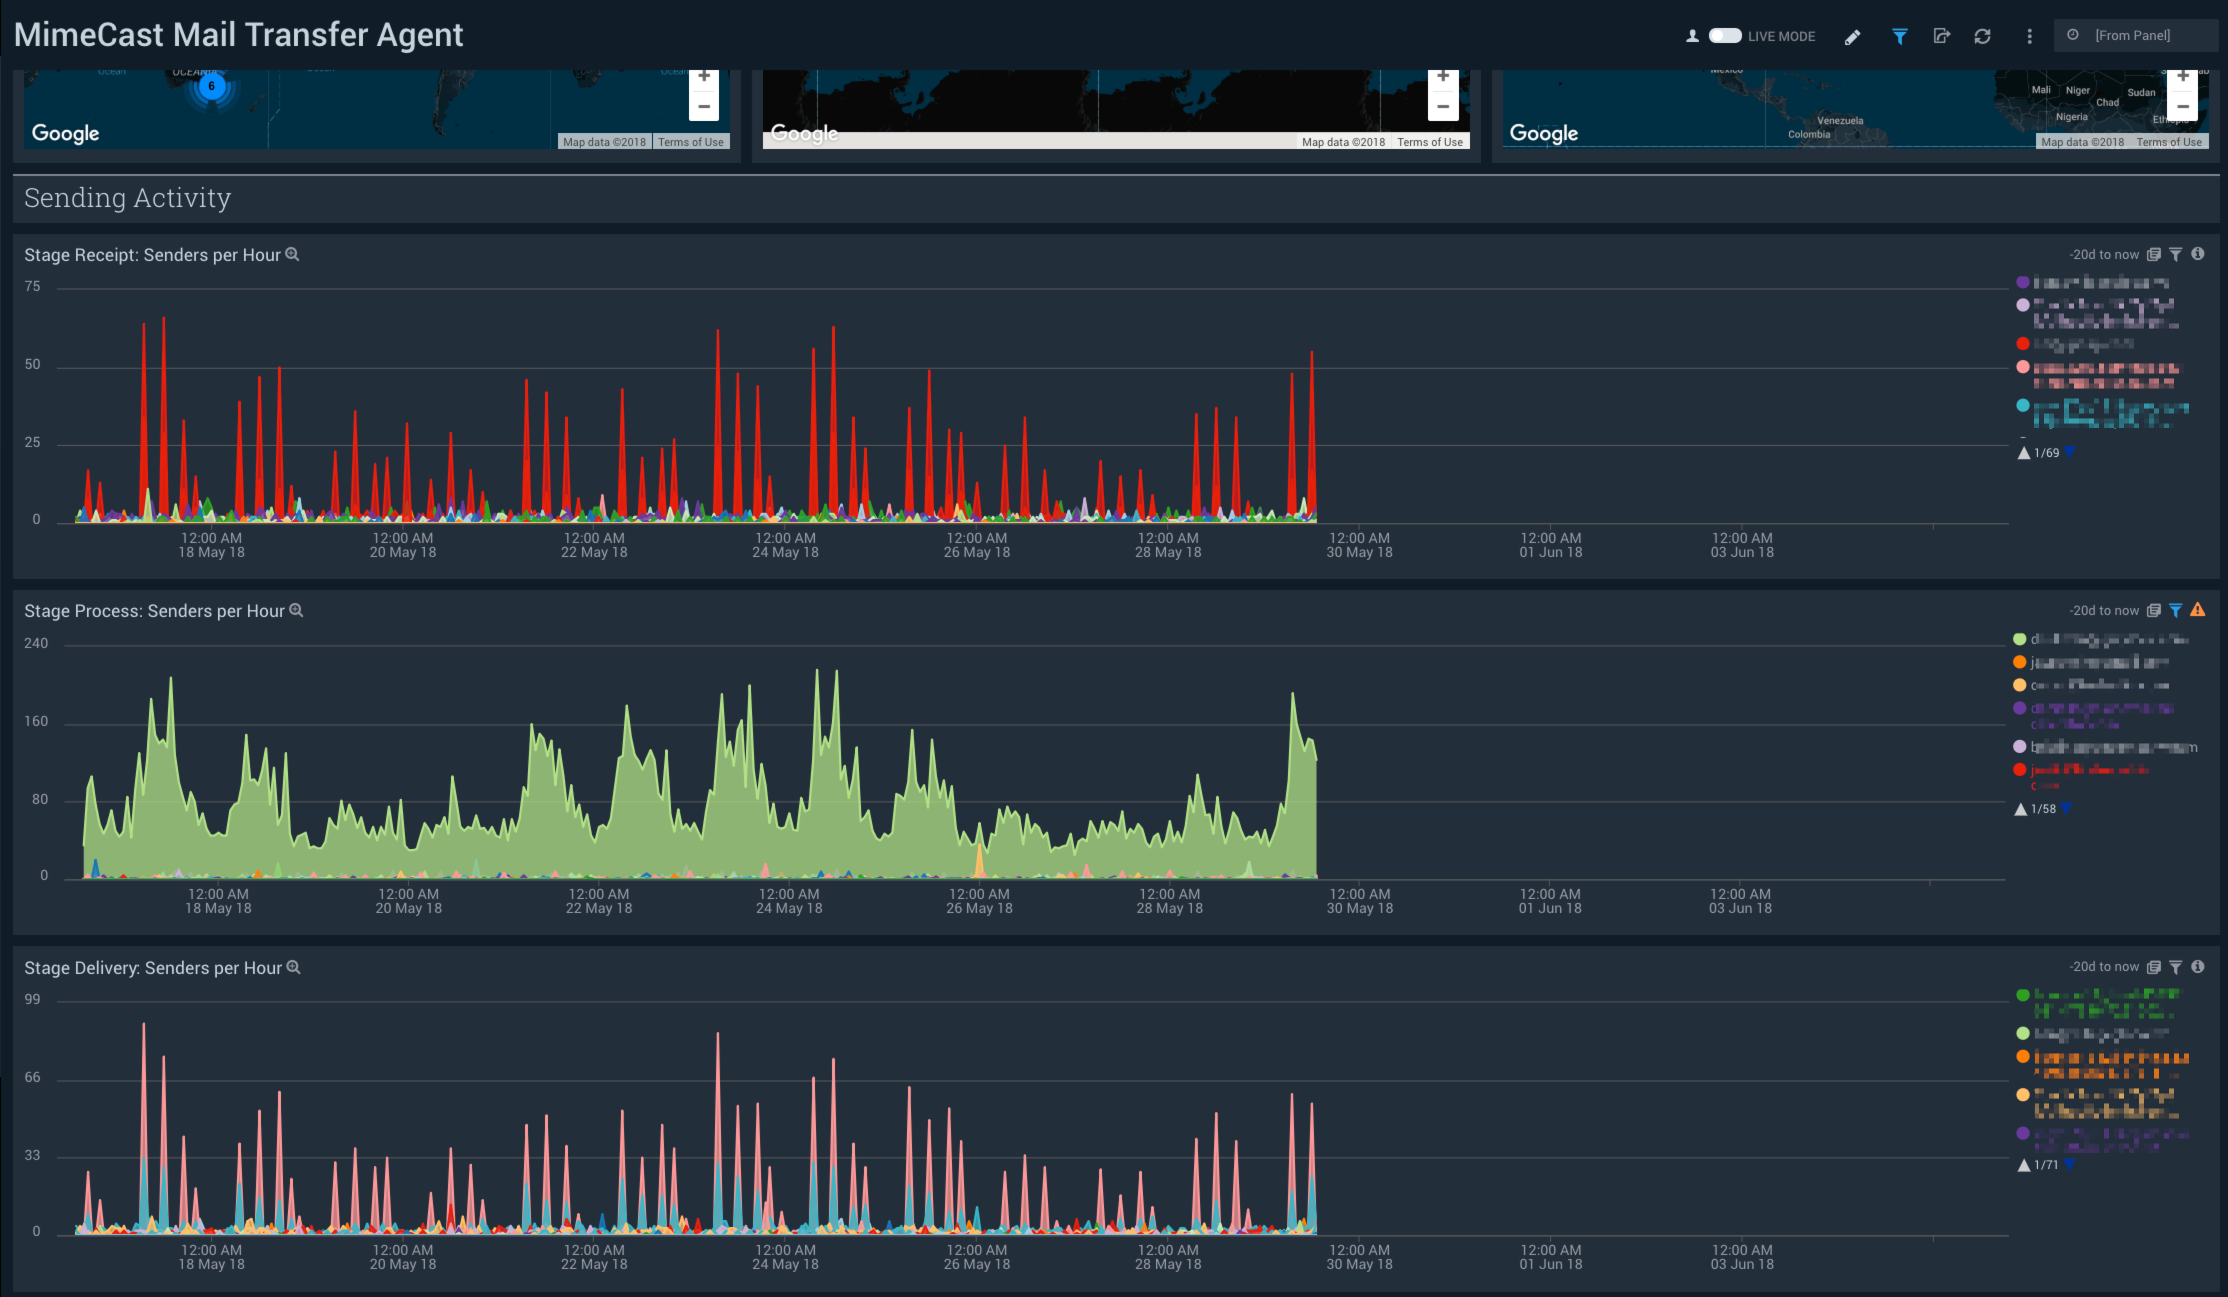 MimeCast Mail Transfer Agent
LIVE MODE
[From Panel]
OCEANIA
Ocean
6
Google
Map data ©2018 Terms of Use
Google
Map data ©2018 Terms of Use
Mexico
Mali Niger Sudan
Chad
Nigeria
Venezuela
Colombia
Google
Map data ©2018 Terms of Use
Sending Activity
Stage Receipt: Senders per Hour
-20d to now
75
50
25
0
12:00 AM 12:00 AM 12:00 AM 12:00 AM 12:00 AM 12:00 AM 12:00 AM 12:00 AM 12:00 AM
18 May 18 20 May 18 22 May 18 24 May 18 26 May 18 28 May 18 30 May 18 01 Jun 18 03 Jun 18
1/69
Stage Process: Senders per Hour
-20d to now
240
160
80
0
12:00 AM 12:00 AM 12:00 AM 12:00 AM 12:00 AM 12:00 AM 12:00 AM 12:00 AM 12:00 AM
18 May 18 20 May 18 22 May 18 24 May 18 26 May 18 28 May 18 30 May 18 01 Jun 18 03 Jun 18
1/58
Stage Delivery: Senders per Hour
-20d to now
99
66
33
0
12:00 AM 12:00 AM 12:00 AM 12:00 AM 12:00 AM 12:00 AM 12:00 AM 12:00 AM 12:00 AM
18 May 18 20 May 18 22 May 18 24 May 18 26 May 18 28 May 18 30 May 18 01 Jun 18 03 Jun 18
1/71